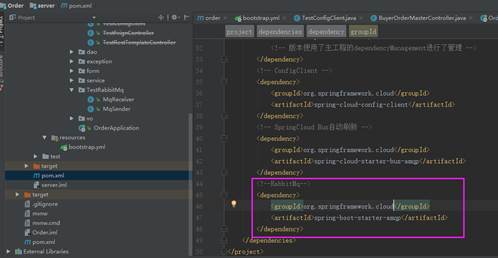 Order
server
pom.xml
Project
order
bootstrap.yml
TestConfigClient.java
BuyerOrderMasterController.java
project
dependencies
dependency
groupId
TestFeignController
TestRestTemplateController
dao
exception
form
service
TestRabbitMq
MqReceiver
MqSender
vo
OrderApplication
resources
bootstrap.yml
test
target
pom.xml
server.iml
target
.gitignore
mvnw
mvnw.cmd
Order.iml
pom.xml
External Libraries
<!-- 版本使用了主工程的dependencyManagement进行了管理 -->
</dependency>
<!-- ConfigClient -->
<dependency>
<groupId>org.springframework.cloud</groupId>
<artifactId>spring-cloud-config-client</artifactId>
</dependency>
<!-- SpringCloud Bus自动刷新 -->
<dependency>
<groupId>org.springframework.cloud</groupId>
<artifactId>spring-cloud-starter-bus-amqp</artifactId>
</dependency>
<!--RabbitMq-->
<dependency>
<groupId>org.springframework.cloud</groupId>
<artifactId>spring-boot-starter-amqp</artifactId>
</dependency>
</dependencies>
</project>